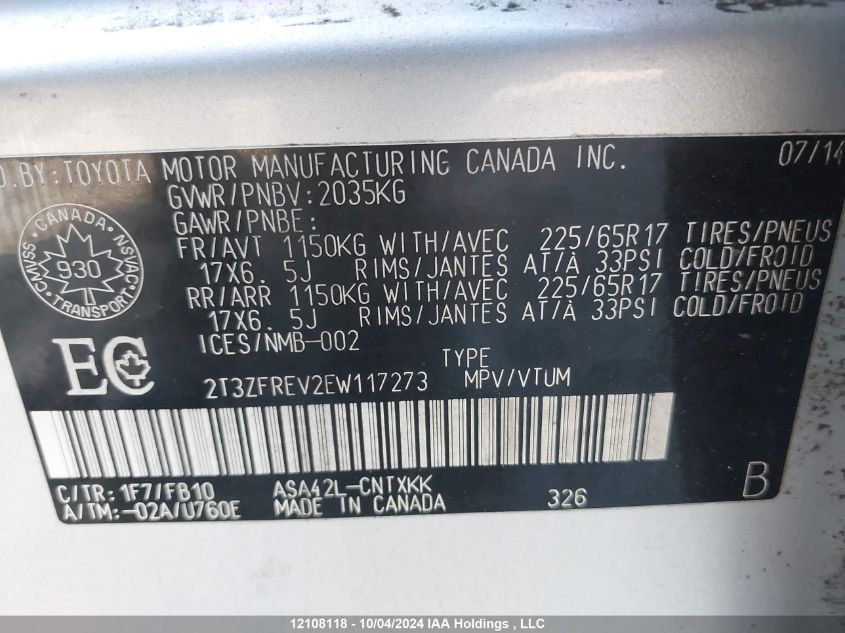 D.BY:TOYOTA MOTOR MANUFACTURING CANADA INC. 07/14
GVWR/PNBV:2035KG
GAWR/PNBE:
FR/AVT 1150KG WITH/AVEC 225/65R17 TIRES/PNEUS
17X6. 5J RIMS/JANTES AT/À 33PSI COLD/FROID
RR/ARR 1150KG WITH/AVEC 225/65R17 TIRES/PNEUS
17X6. 5J RIMS/JANTES AT/À 33PSI COLD/FROID
ICES/NMB-002
CANADA
CMVSS 930 NSVAC
TRANSPORT
EC
TYPE
2T3ZFREV2EW117273 MPV/VTUM
C/TR: 1F7/FB10 ASA42L-CNTXKK
A/TM:-02A/U760E MADE IN CANADA 326 B
12108118 - 10/04/2024 IAA Holdings , LLC